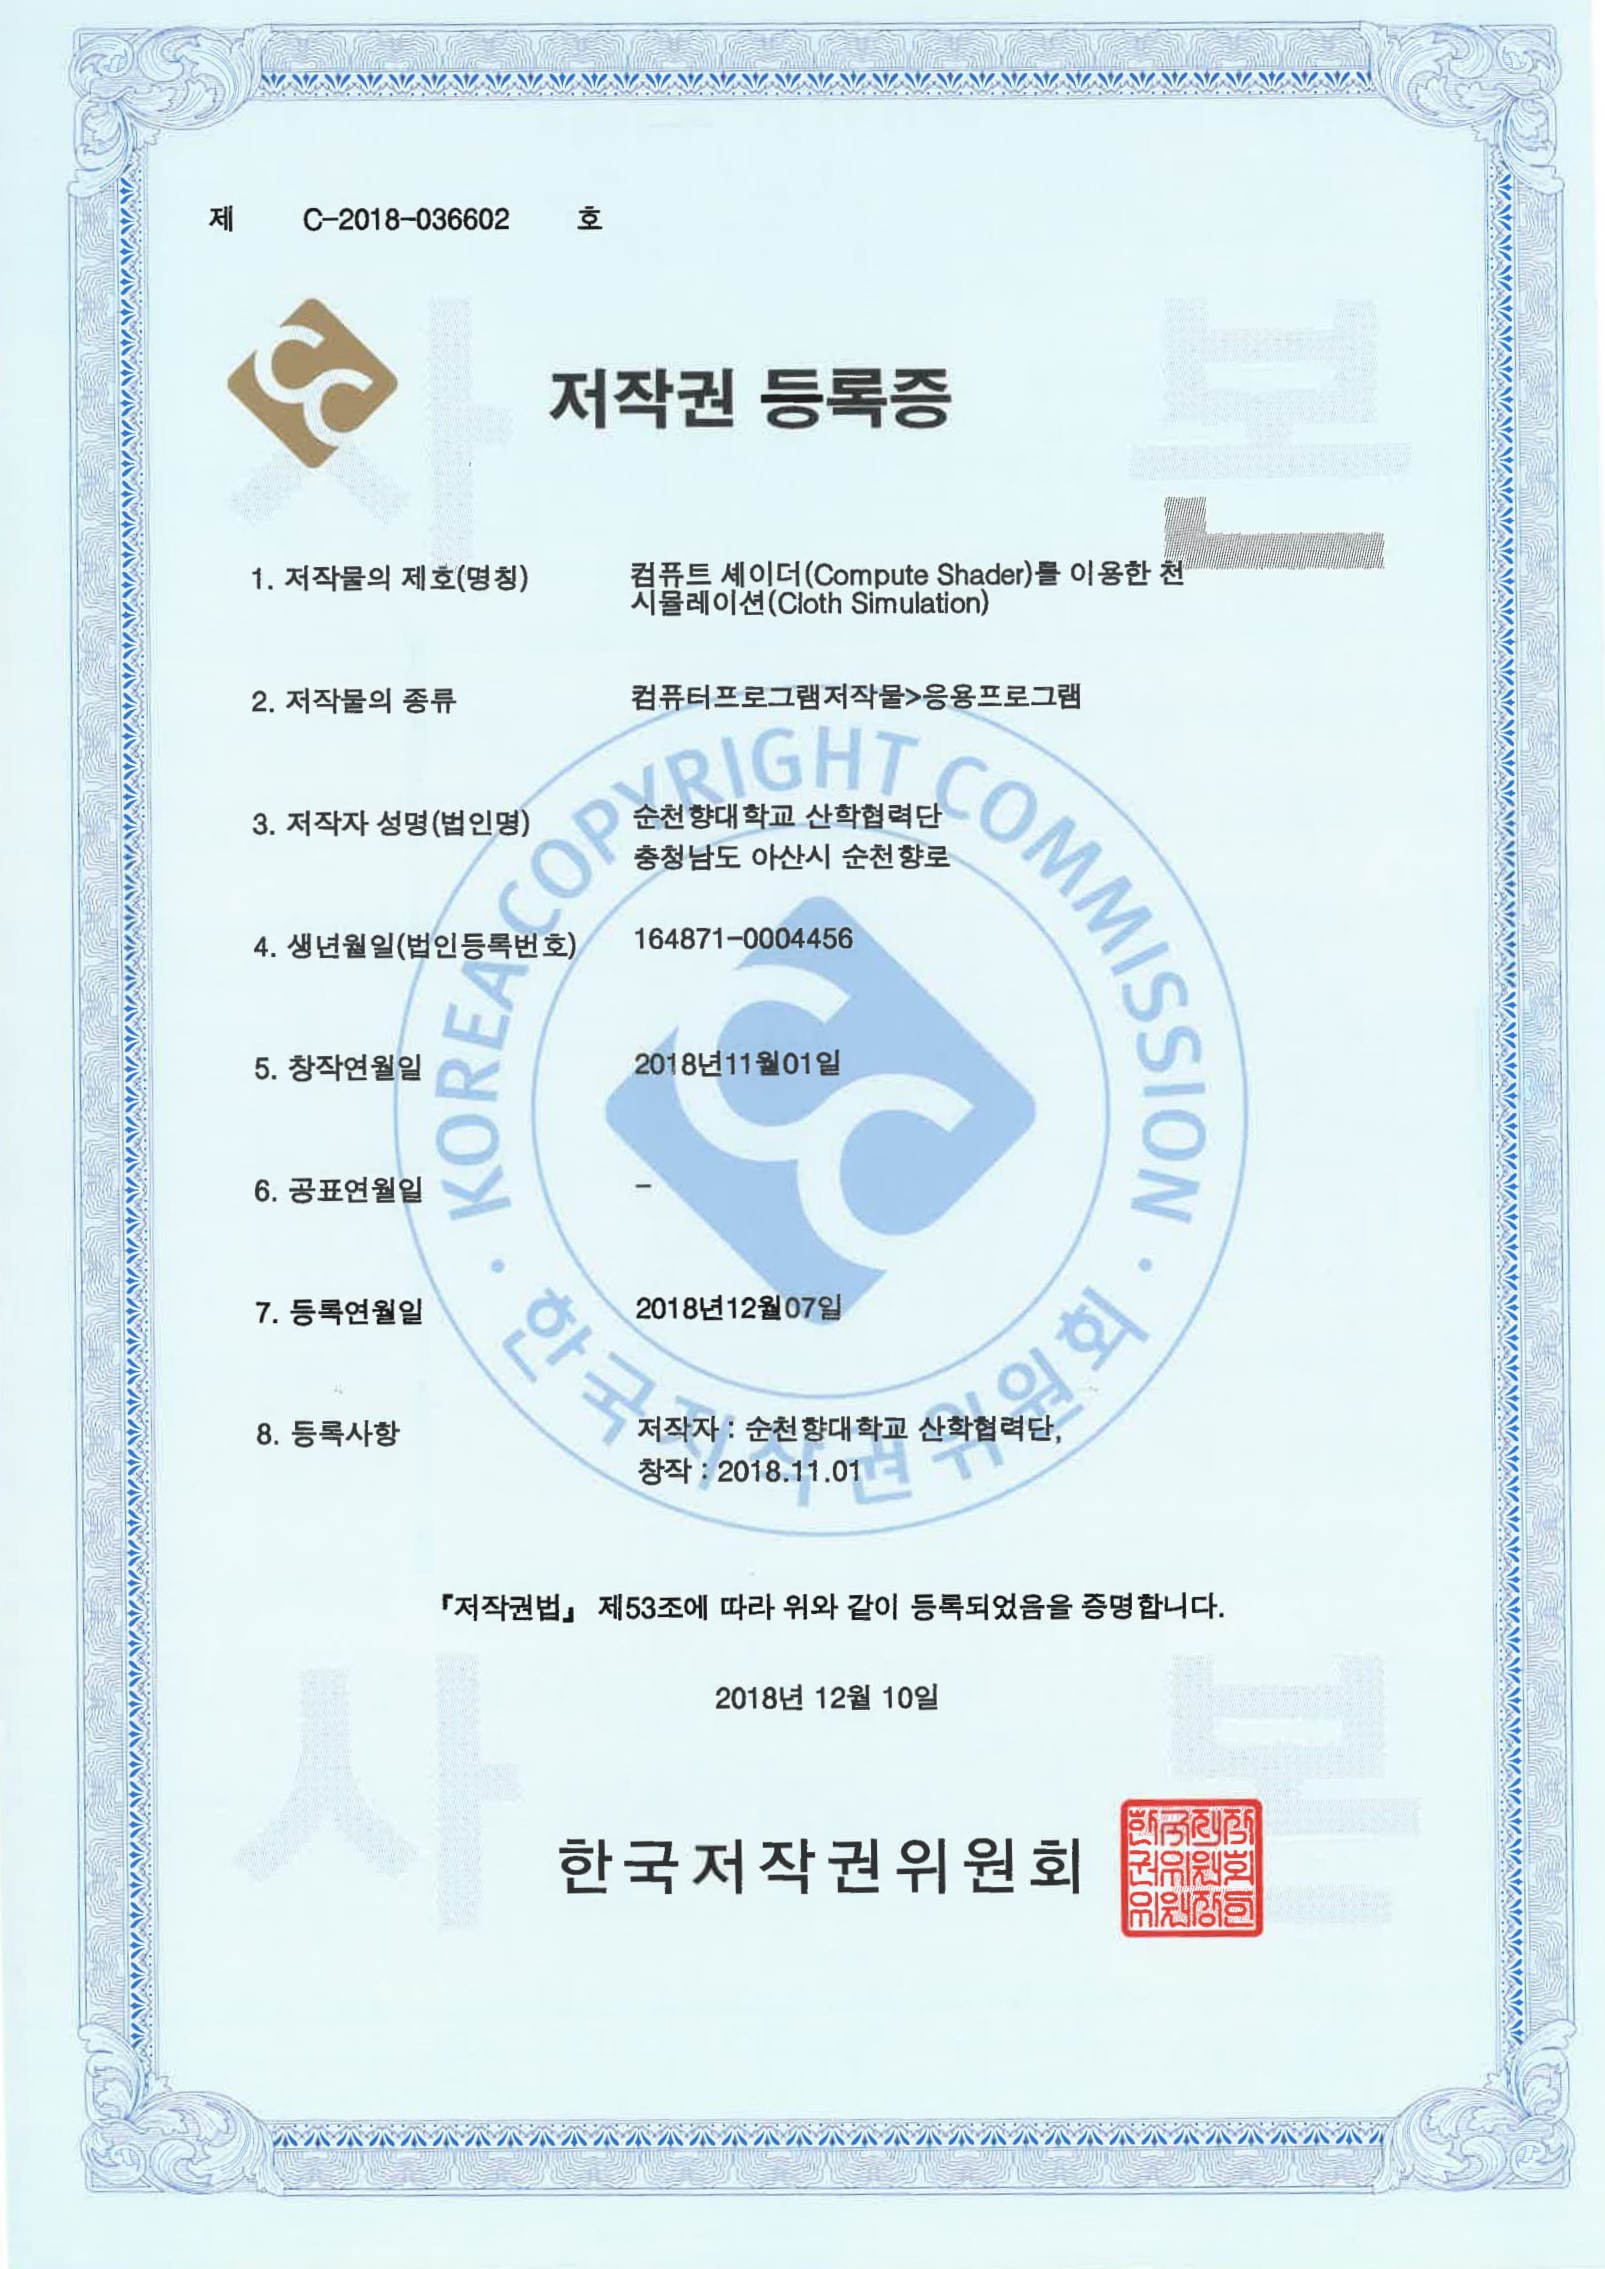 제 C-2018-036602 호
저작권 등록증
1. 저작물의 제호(명칭) 컴퓨트 셰이더(Compute Shader)를 이용한 천
시뮬레이션(Cloth Simulation)
2. 저작물의 종류 컴퓨터프로그램저작물>응용프로그램
3. 저작자 성명(법인명) 순천향대학교 산학협력단
충청남도 아산시 순천향로
4. 생년월일(법인등록번호) 164871-0004456
5. 창작연월일 2018년11월01일
6. 공표연월일 -
7. 등록연월일 2018년12월07일
8. 등록사항 저작자 : 순천향대학교 산학협력단,
창작 : 2018.11.01
『저작권법』 제53조에 따라 위와 같이 등록되었음을 증명합니다.
2018년 12월 10일
한국저작권위원회
KOREA COPYRIGHT COMMISSION
한국저작권위원회
사본
사본